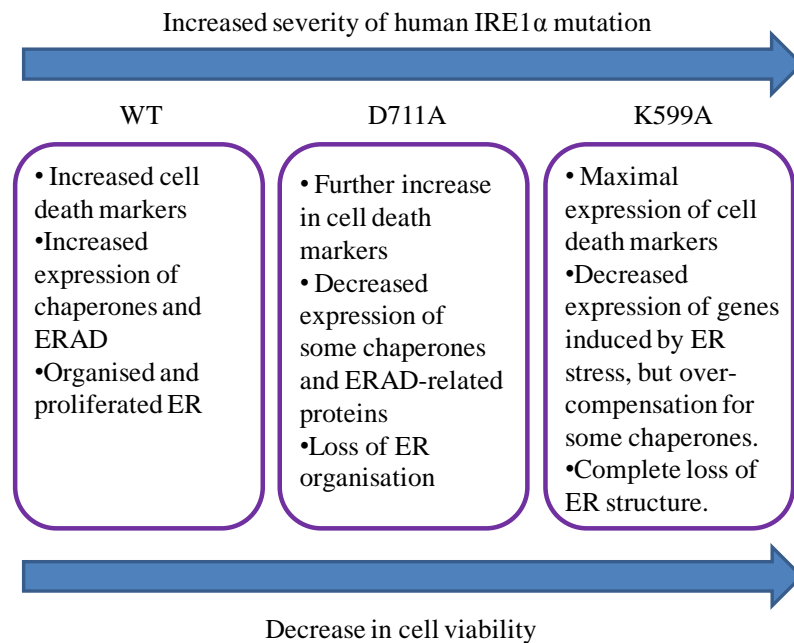 Increased severity of human IRE1α mutation
WT
• Increased cell
death markers
•Increased
expression of
chaperones and
ERAD
•Organised and
proliferated ER
D711A
• Further increase
in cell death
markers
• Decreased
expression of
some chaperones
and ERAD-related
proteins
•Loss of ER
organisation
K599A
• Maximal
expression of cell
death markers
•Decreased
expression of genes
induced by ER
stress, but over-
compensation for
some chaperones.
•Complete loss of
ER structure.
Decrease in cell viability